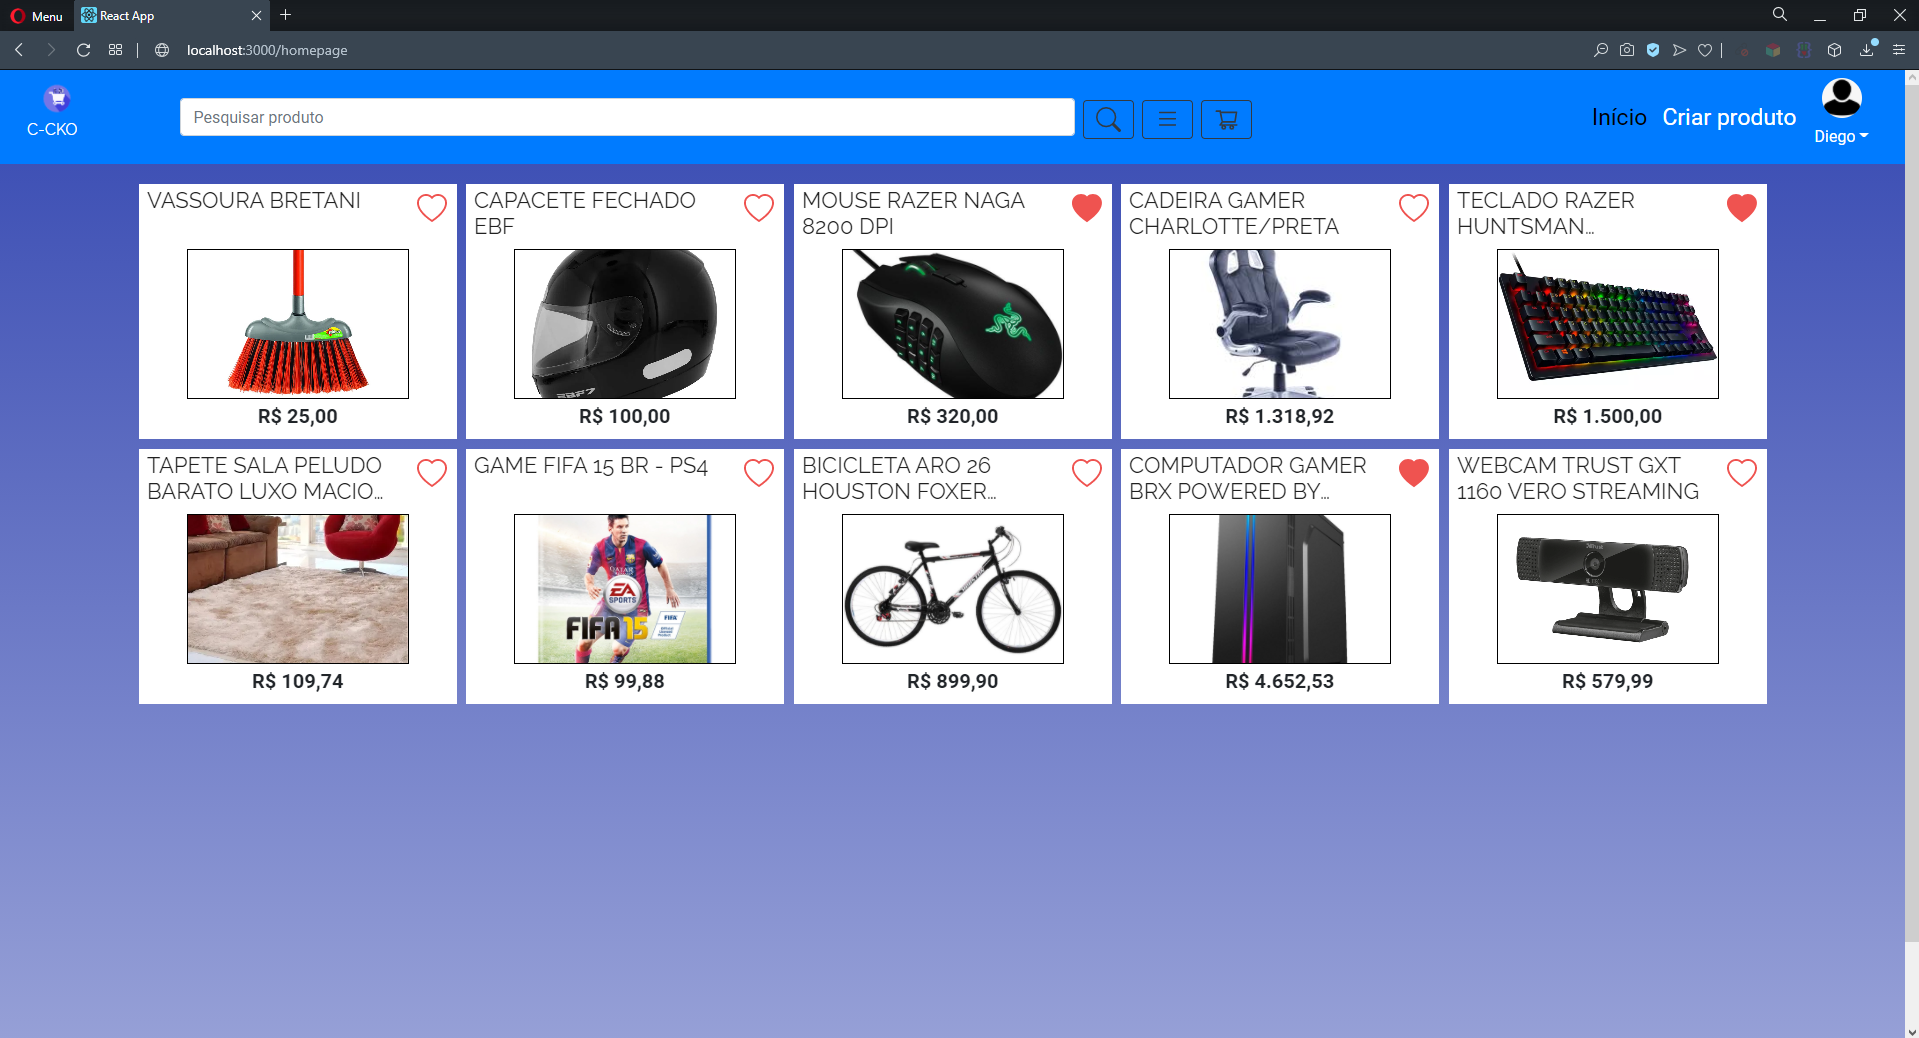 Menu
React App
localhost:3000/homepage
C-CKO
Pesquisar produto
Início
Criar produto
Diego
VASSOURA BRETANI
R$ 25,00
CAPACETE FECHADO
EBF
R$ 100,00
MOUSE RAZER NAGA
8200 DPI
R$ 320,00
CADEIRA GAMER
CHARLOTTE/PRETA
R$ 1.318,92
TECLADO RAZER
HUNTSMAN...
R$ 1.500,00
TAPETE SALA PELUDO
BARATO LUXO MACIO...
R$ 109,74
GAME FIFA 15 BR - PS4
EA
SPORTS
FIFA 15
FIFA
R$ 99,88
BICICLETA ARO 26
HOUSTON FOXER...
R$ 899,90
COMPUTADOR GAMER
BRX POWERED BY...
R$ 4.652,53
WEBCAM TRUST GXT
1160 VERO STREAMING
R$ 579,99